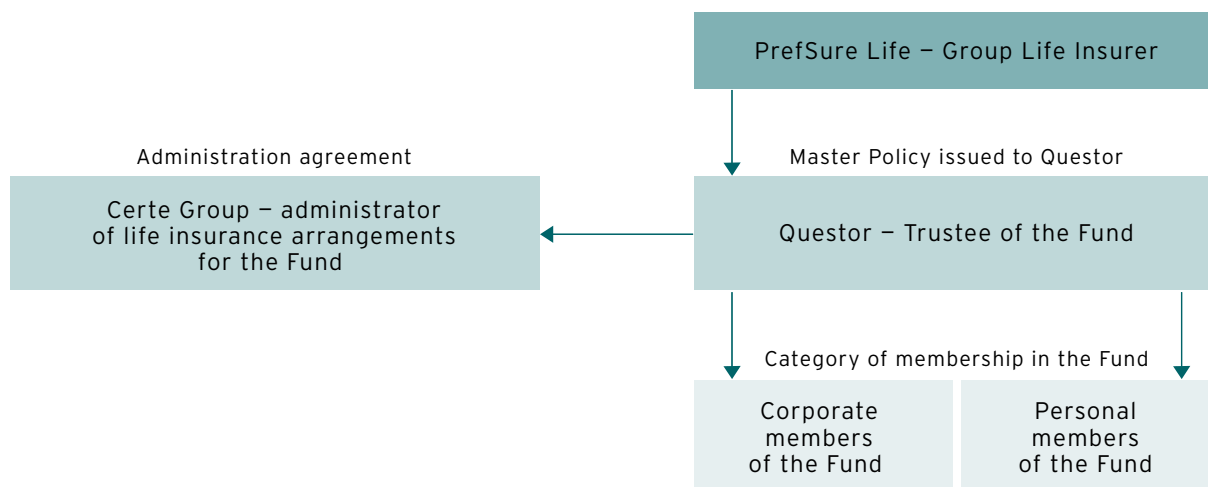 PrefSure Life – Group Life Insurer
Administration agreement
Master Policy issued to Questor
Certe Group – administrator
of life insurance arrangements
for the Fund
Questor – Trustee of the Fund
Category of membership in the Fund
Corporate
members
of the Fund
Personal
members
of the Fund